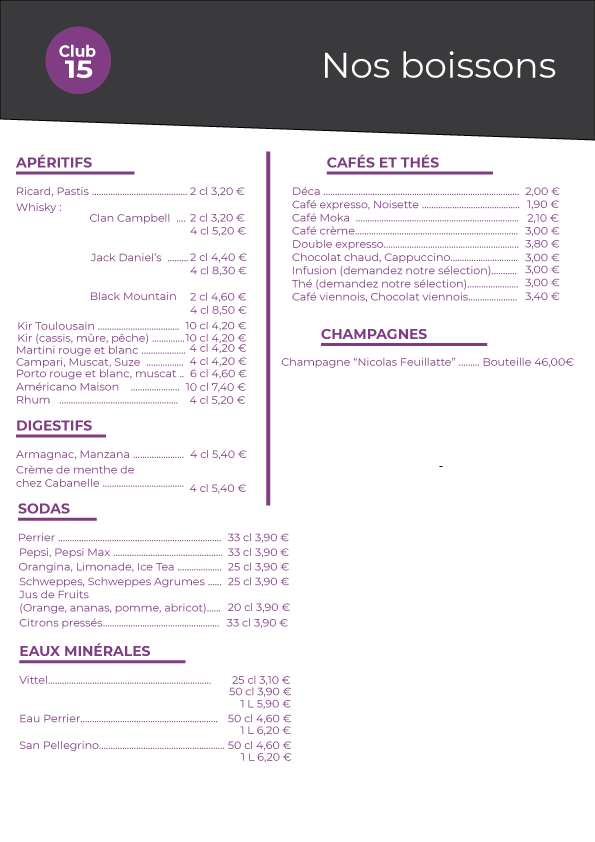 Club
15
Nos boissons
APÉRITIFS
Ricard, Pastis ........................................ 2 cl 3,20 €
Whisky :
Clan Campbell .... 2 cl 3,20 €
4 cl 5,20 €
Jack Daniel’s ......... 2 cl 4,40 €
4 cl 8,30 €
Black Mountain 2 cl 4,60 €
4 cl 8,50 €
Kir Toulousain .................................. 10 cl 4,20 €
Kir (cassis, mûre, pêche) .............10 cl 4,20 €
Martini rouge et blanc ................... 4 cl 4,20 €
Campari, Muscat, Suze ................ 4 cl 4,20 €
Porto rouge et blanc, muscat .. 6 cl 4,60 €
Américano Maison .................... 10 cl 7,40 €
Rhum .................................................. 4 cl 5,20 €
DIGESTIFS
Armagnac, Manzana ...................... 4 cl 5,40 €
Crème de menthe de
chez Cabanelle .................................. 4 cl 5,40 €
SODAS
Perrier ..................................................................... 33 cl 3,90 €
Pepsi, Pepsi Max .............................................. 33 cl 3,90 €
Orangina, Limonade, Ice Tea ................... 25 cl 3,90 €
Schweppes, Schweppes Agrumes ...... 25 cl 3,90 €
Jus de Fruits
(Orange, ananas, pomme, abricot)...... 20 cl 3,90 €
Citrons pressés................................................. 33 cl 3,90 €
EAUX MINÉRALES
Vittel.................................................................... 25 cl 3,10 €
50 cl 3,90 €
1 L 5,90 €
Eau Perrier.......................................................... 50 cl 4,60 €
1 L 6,20 €
San Pellegrino..................................................... 50 cl 4,60 €
1 L 6,20 €
CAFÉS ET THÉS
Déca .................................................................................. 2,00 €
Café expresso, Noisette ......................................... 1,90 €
Café Moka .................................................................... 2,10 €
Café crème..................................................................... 3,00 €
Double expresso......................................................... 3,80 €
Chocolat chaud, Cappuccino............................ 3,00 €
Infusion (demandez notre sélection)........... 3,00 €
Thé (demandez notre sélection)..................... 3,00 €
Café viennois, Chocolat viennois.................... 3,40 €
CHAMPAGNES
Champagne “Nicolas Feuillatte” ......... Bouteille 46,00€
-